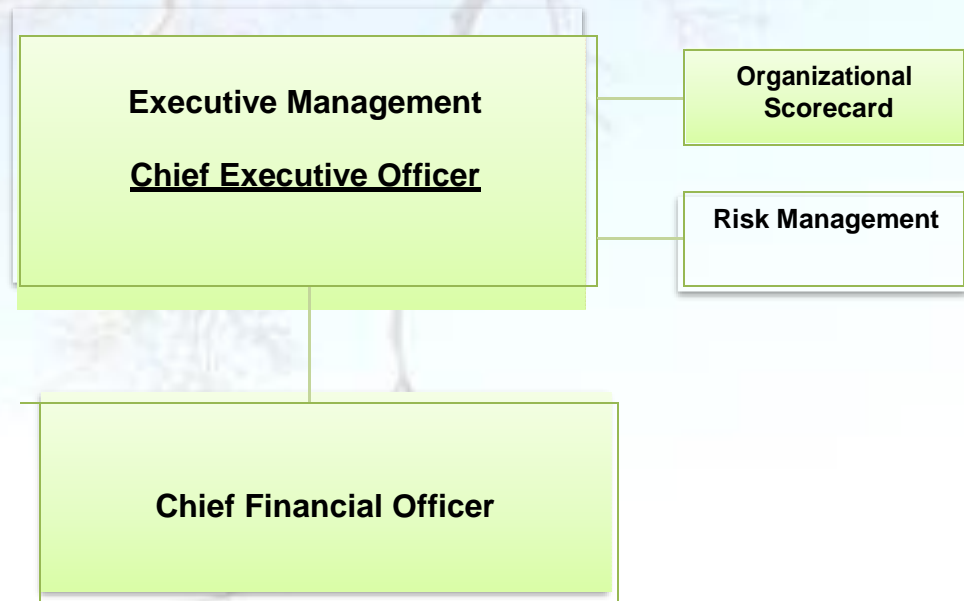 Executive Management
Chief Executive Officer
Organizational
Scorecard
Risk Management
Chief Financial Officer